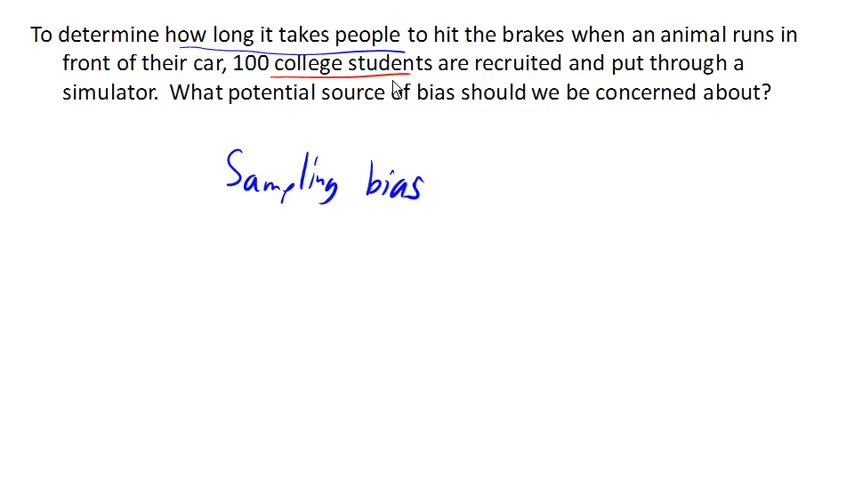 To determine how long it takes people to hit the brakes when an animal runs in
front of their car, 100 college students are recruited and put through a
simulator. What potential source of bias should we be concerned about?
Sampling bias